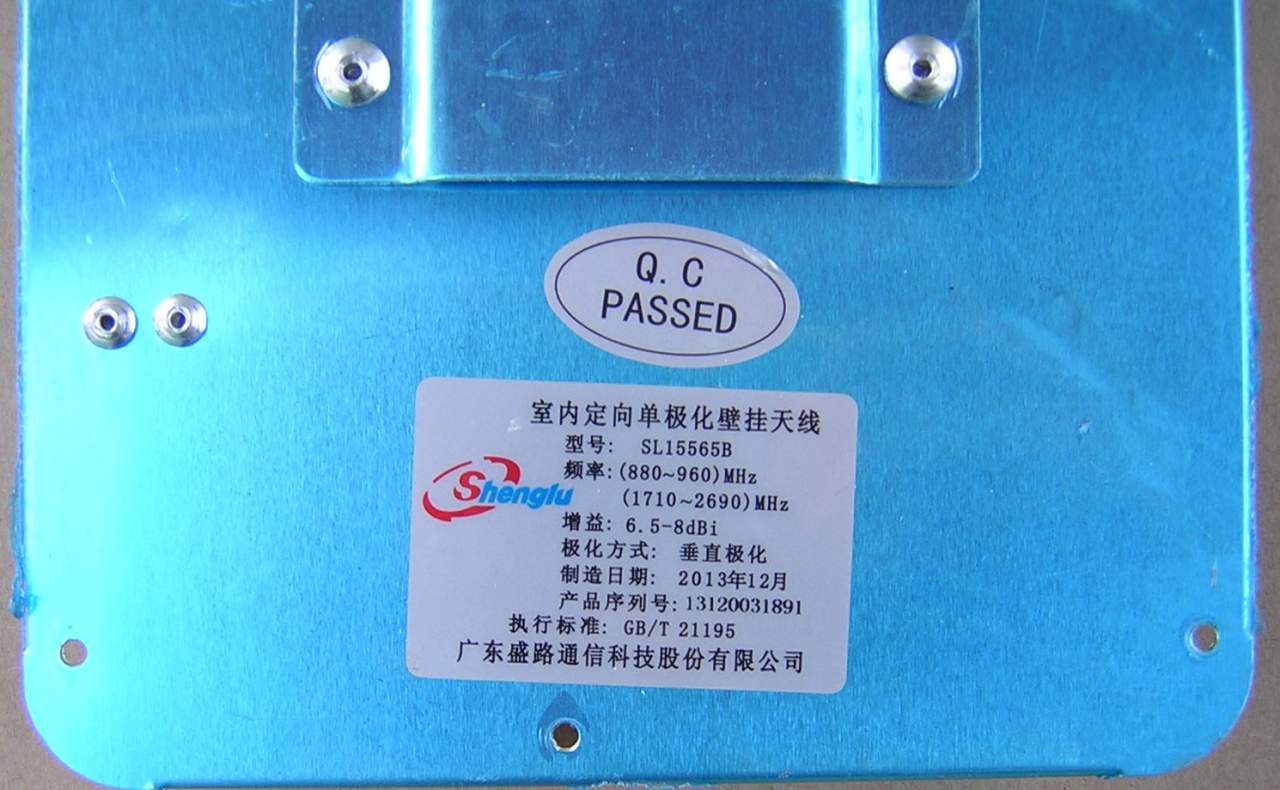 Q.C
PASSED
室内定向单极化壁挂天线
型号: SL15565B
Shenglu
频率:(880~960)MHz
(1710~2690)MHz
增益: 6.5-8dBi
极化方式: 垂直极化
制造日期: 2013年12月
产品序列号:13120031891
执行标准: GB/T 21195
广东盛路通信科技股份有限公司